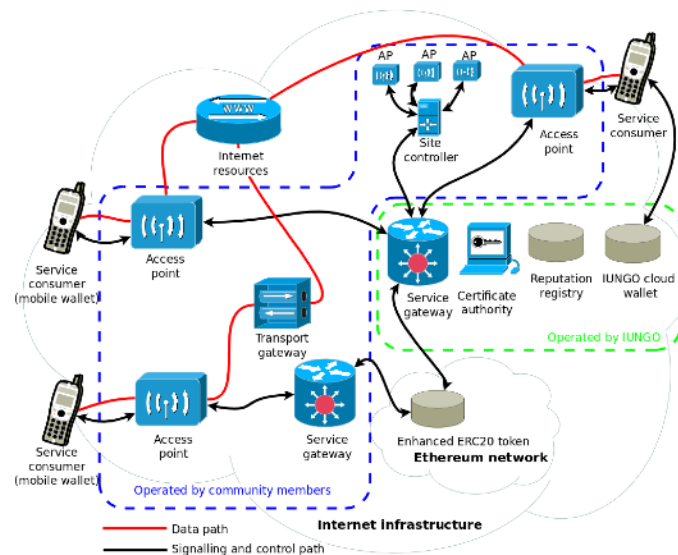 AP
AP
AP
WWW
Internet
resources
Site
controller
Access
point
Service
consumer
Service
consumer
(mobile wallet)
Access
point
Service
gateway
Certificate
authority
Reputation
registry
IUNGO cloud
wallet
Operated by IUNGO
Transport
gateway
Service
consumer
(mobile wallet)
Access
point
Service
gateway
Enhanced ERC20 token
Ethereum network
Operated by community members
Internet infrastructure
Data path
Signalling and control path